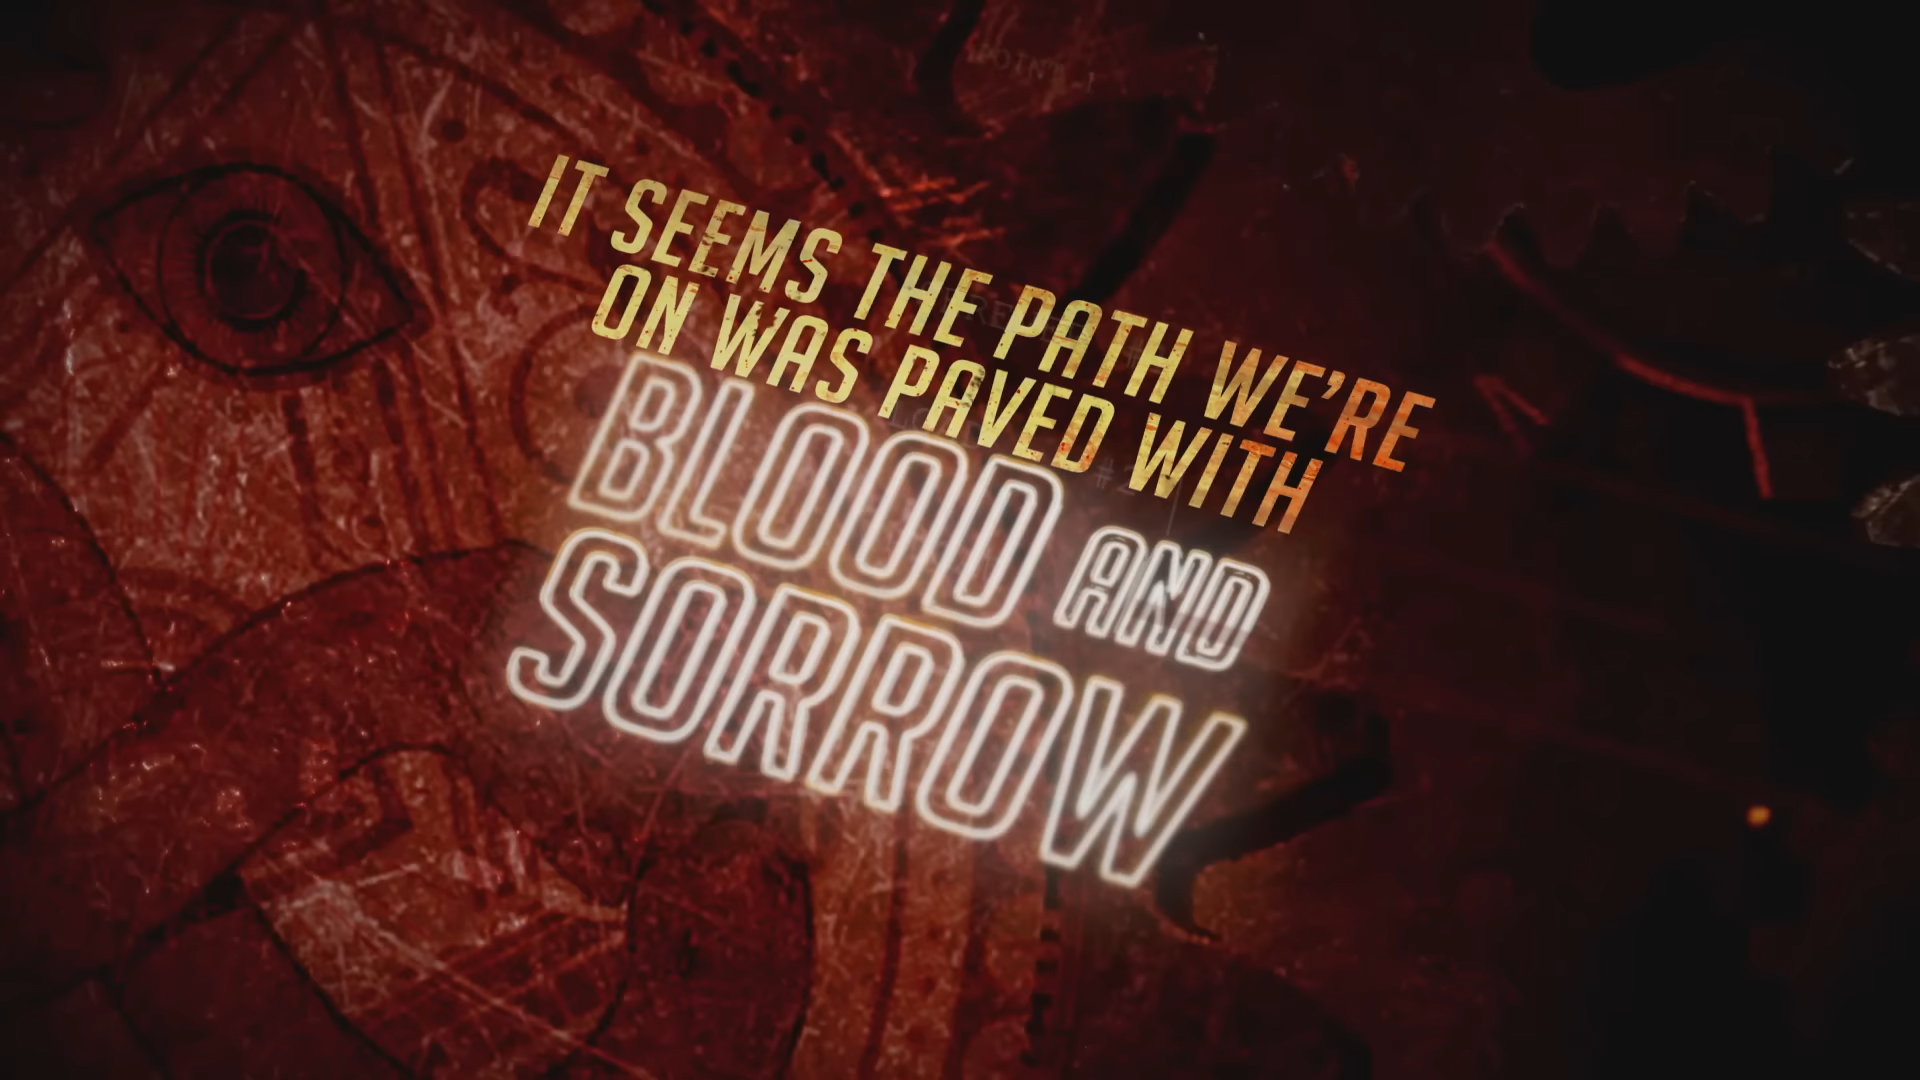 IT SEEMS THE PATH WE'RE
ON WAS PAVED WITH
BLOOD AND
SORROW